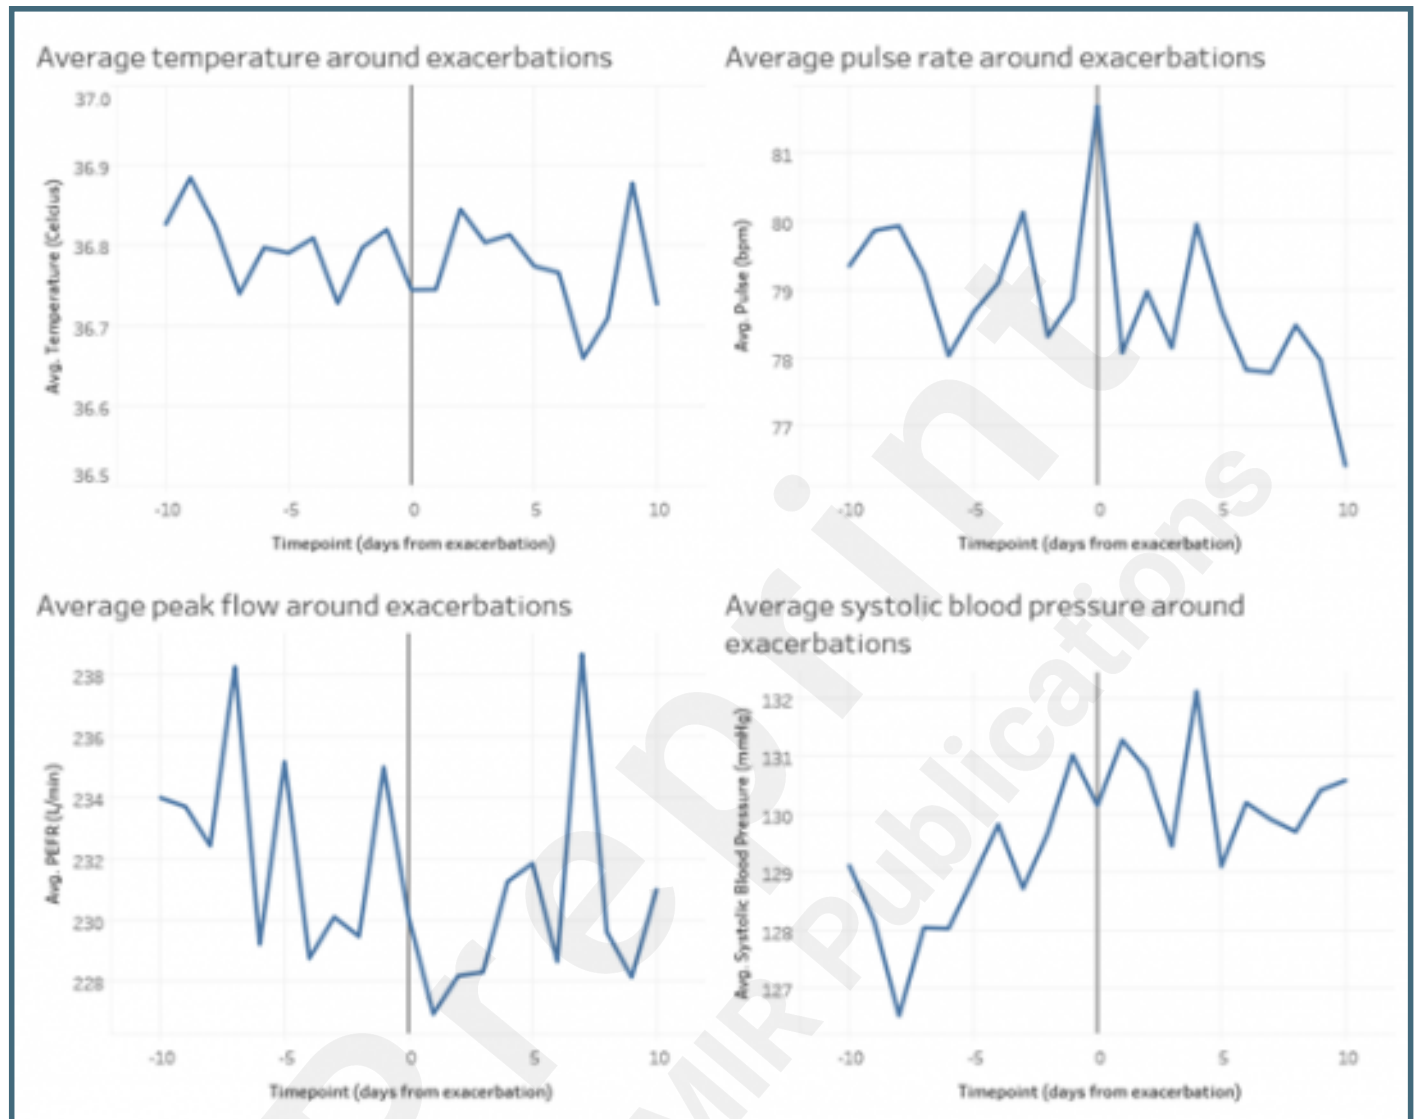 Average temperature around exacerbations
37.0
36.9
36.8
36.7
36.6
36.5
Avg. Temperature (Celcius)
-10 -5 0 5 10
Timepoint (days from exacerbation)
Average pulse rate around exacerbations
81
80
79
78
77
Avg. Pulse (bpm)
-10 -5 0 5 10
Timepoint (days from exacerbation)
Average peak flow around exacerbations
238
236
234
232
230
228
Avg. PEFR (L/min)
-10 -5 0 5 10
Timepoint (days from exacerbation)
Average systolic blood pressure around
exacerbations
132
131
130
129
128
127
Avg. Systolic Blood Pressure (mmHg)
-10 -5 0 5 10
Timepoint (days from exacerbation)
Preprint
MIR Publications